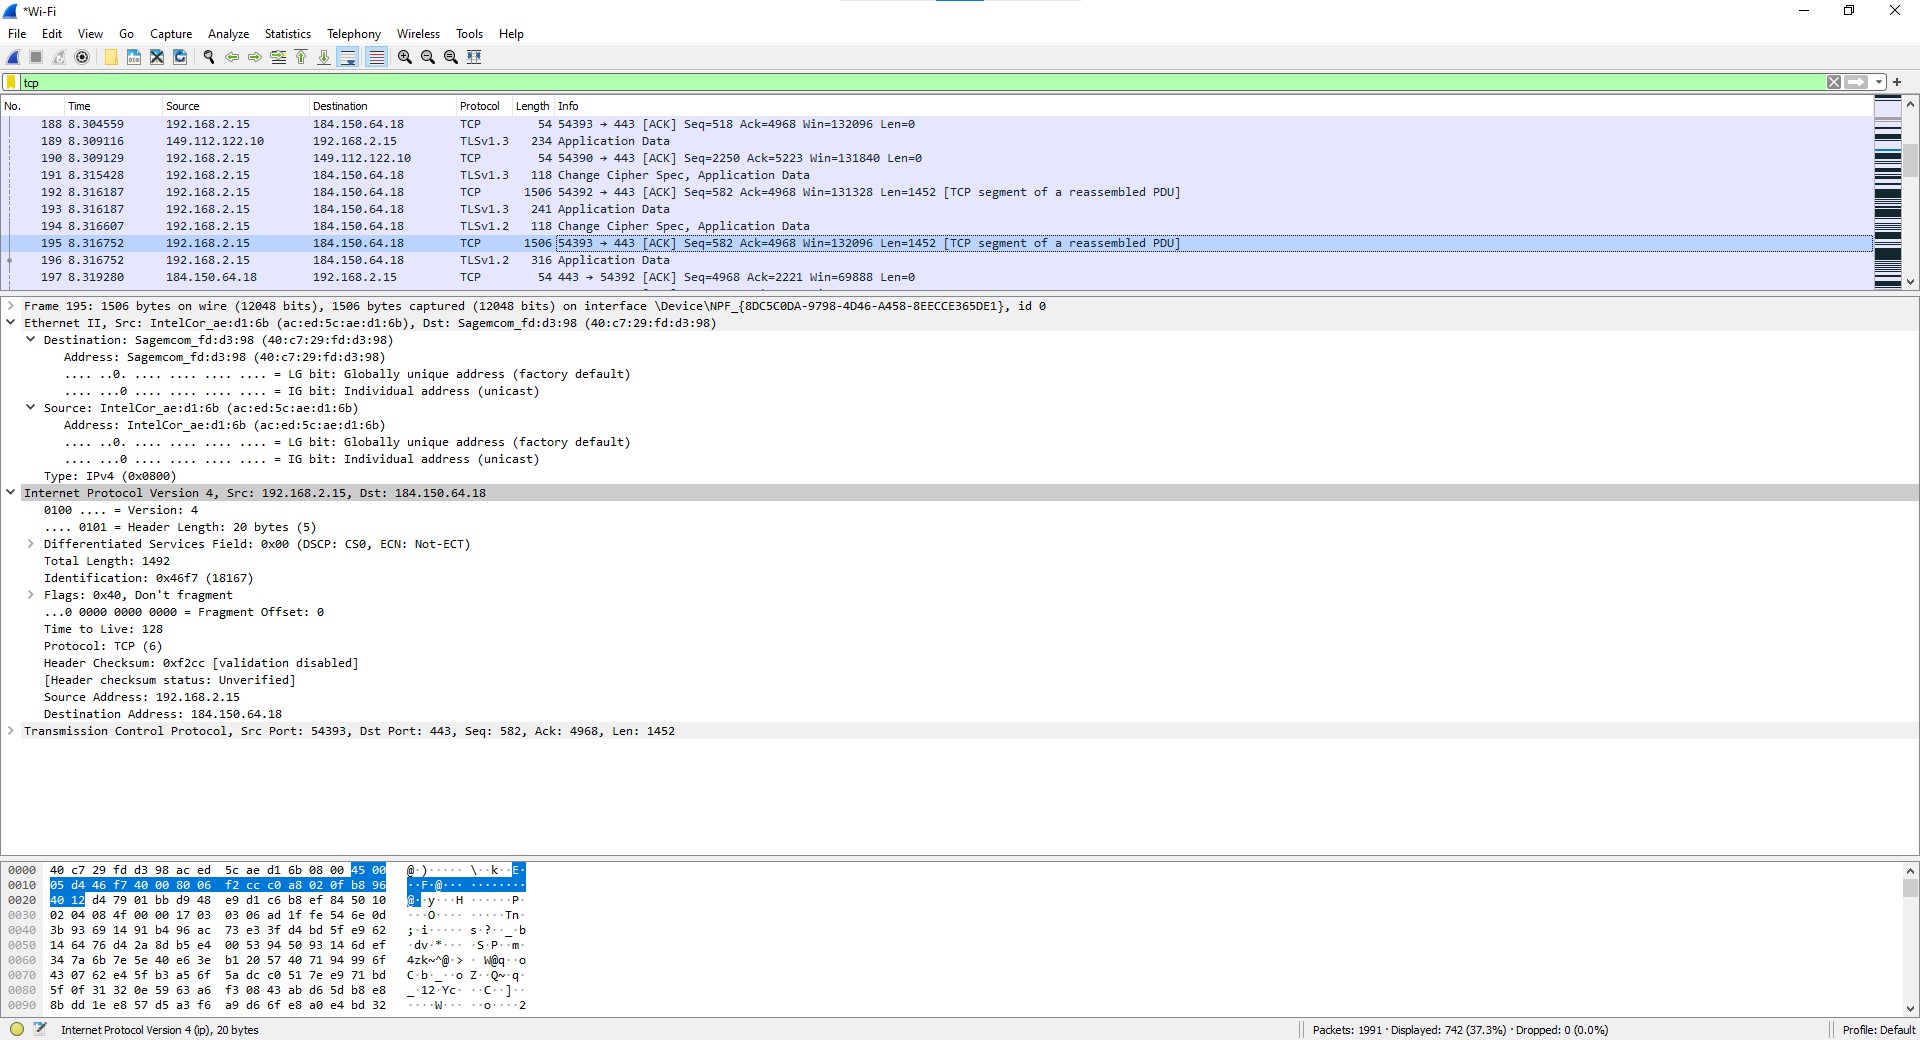 *Wi-Fi
File Edit View Go Capture Analyze Statistics Telephony Wireless Tools Help
tcp
No. Time Source Destination Protocol Length Info
188 8.304559 192.168.2.15 184.150.64.18 TCP 54 54393 → 443 [ACK] Seq=518 Ack=4968 Win=132096 Len=0
189 8.309116 149.112.122.10 192.168.2.15 TLSv1.3 234 Application Data
190 8.309129 192.168.2.15 149.112.122.10 TCP 54 54390 → 443 [ACK] Seq=2250 Ack=5223 Win=131840 Len=0
191 8.315428 192.168.2.15 184.150.64.18 TLSv1.3 118 Change Cipher Spec, Application Data
192 8.316187 192.168.2.15 184.150.64.18 TCP 1506 54392 → 443 [ACK] Seq=582 Ack=4968 Win=131328 Len=1452 [TCP segment of a reassembled PDU]
193 8.316187 192.168.2.15 184.150.64.18 TLSv1.3 241 Application Data
194 8.316607 192.168.2.15 184.150.64.18 TLSv1.2 118 Change Cipher Spec, Application Data
195 8.316752 192.168.2.15 184.150.64.18 TCP 1506 54393 → 443 [ACK] Seq=582 Ack=4968 Win=132096 Len=1452 [TCP segment of a reassembled PDU]
196 8.316752 192.168.2.15 184.150.64.18 TLSv1.2 316 Application Data
197 8.319280 184.150.64.18 192.168.2.15 TCP 54 443 → 54392 [ACK] Seq=4968 Ack=2221 Win=69888 Len=0
Frame 195: 1506 bytes on wire (12048 bits), 1506 bytes captured (12048 bits) on interface \Device\NPF_{8DC5C0DA-9798-4D46-A458-8EECCE365DE1}, id 0
Ethernet II, Src: IntelCor_ae:d1:6b (ac:ed:5c:ae:d1:6b), Dst: Sagemcom_fd:d3:98 (40:c7:29:fd:d3:98)
Destination: Sagemcom_fd:d3:98 (40:c7:29:fd:d3:98)
Address: Sagemcom_fd:d3:98 (40:c7:29:fd:d3:98)
.... ..0. .... .... .... .... = LG bit: Globally unique address (factory default)
.... ...0 .... .... .... .... = IG bit: Individual address (unicast)
Source: IntelCor_ae:d1:6b (ac:ed:5c:ae:d1:6b)
Address: IntelCor_ae:d1:6b (ac:ed:5c:ae:d1:6b)
.... ..0. .... .... .... .... = LG bit: Globally unique address (factory default)
.... ...0 .... .... .... .... = IG bit: Individual address (unicast)
Type: IPv4 (0x0800)
Internet Protocol Version 4, Src: 192.168.2.15, Dst: 184.150.64.18
0100 .... = Version: 4
.... 0101 = Header Length: 20 bytes (5)
Differentiated Services Field: 0x00 (DSCP: CS0, ECN: Not-ECT)
Total Length: 1492
Identification: 0x46f7 (18167)
Flags: 0x40, Don't fragment
...0 0000 0000 0000 = Fragment Offset: 0
Time to Live: 128
Protocol: TCP (6)
Header Checksum: 0xf2cc [validation disabled]
[Header checksum status: Unverified]
Source Address: 192.168.2.15
Destination Address: 184.150.64.18
Transmission Control Protocol, Src Port: 54393, Dst Port: 443, Seq: 582, Ack: 4968, Len: 1452
0000 40 c7 29 fd d3 98 ac ed 5c ae d1 6b 08 00 45 00 @·)····· \··k··E·
0010 05 d4 46 f7 40 00 80 06 f2 cc c0 a8 02 0f b8 96 ··F·@··· ········
0020 40 12 d4 79 01 bb d9 48 e9 d1 c6 b8 ef 84 50 10 @··y···H ······P·
0030 02 04 08 4f 00 00 17 03 03 06 ad 1f fe 54 6e 0d ···O···· ·····Tn·
0040 3b 93 69 14 91 b4 96 ac 73 e3 3f d4 bd 5f e9 62 ;·i····· s·?··_·b
0050 14 64 76 d4 2a 8d b5 e4 00 53 94 50 93 14 6d ef ·dv·*··· ·S·P··m·
0060 34 7a 6b 7e 5e 40 e6 3e b1 20 57 40 71 94 99 6f 4zk~^@·> · W@q··o
0070 43 07 62 e4 5f b3 a5 6f 5a dc c0 51 7e e9 71 bd C·b·_··o Z··Q~·q·
0080 5f 0f 31 32 0e 59 63 a6 f3 08 43 ab d6 5d b8 e8 _·12·Yc· ··C··]··
0090 8b dd 1e e8 57 d5 a3 f6 a9 d6 6f e8 a0 e4 bd 32 ····W··· ··o····2
Internet Protocol Version 4 (ip), 20 bytes Packets: 1991 · Displayed: 742 (37.3%) · Dropped: 0 (0.0%) Profile: Default